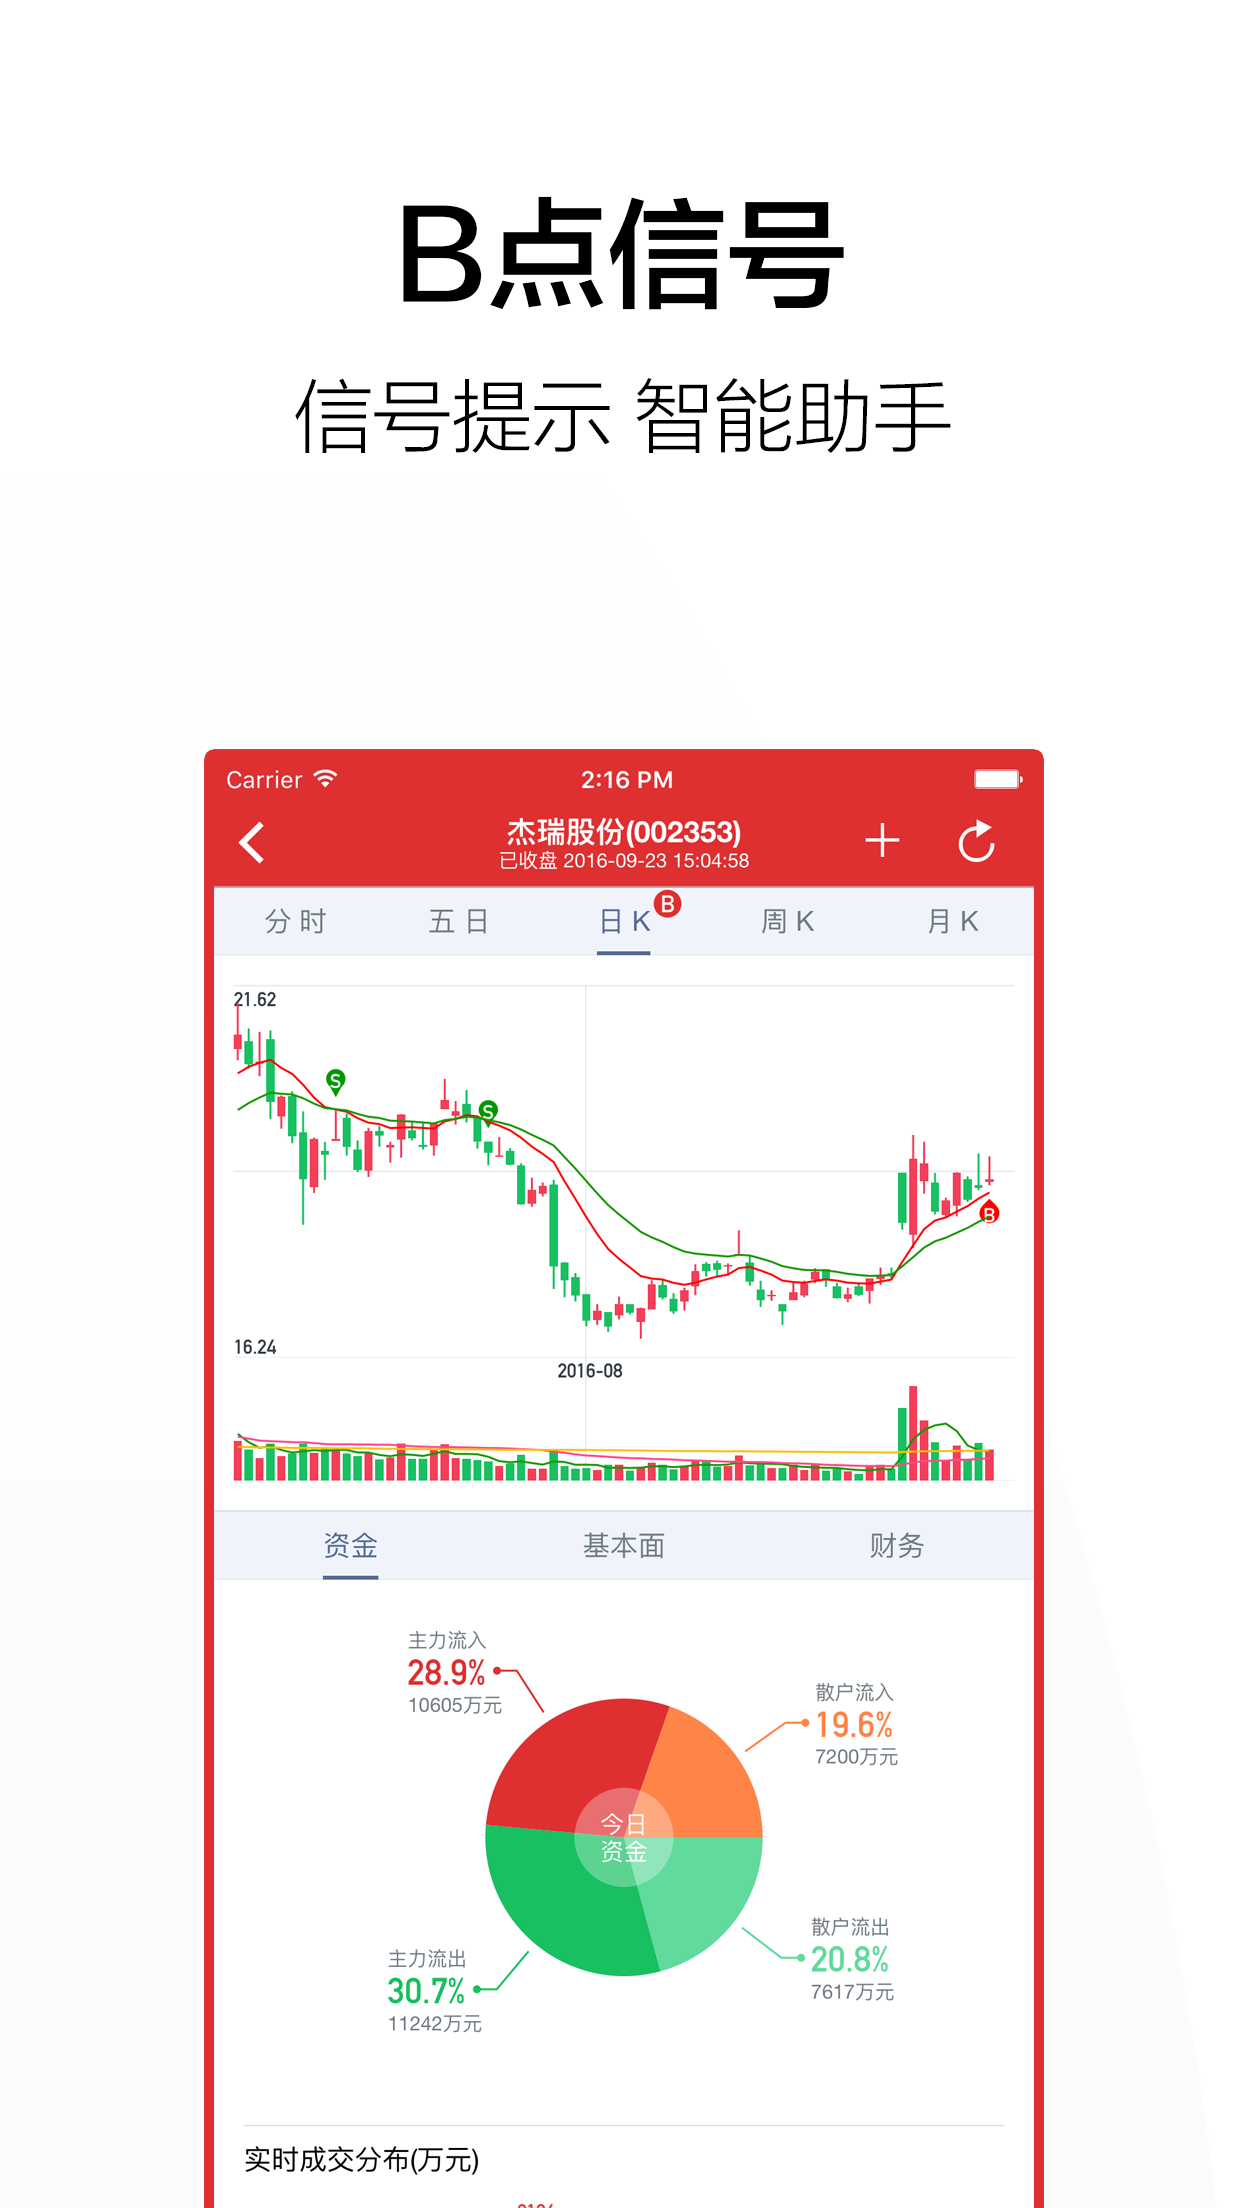 B点信号
信号提示 智能助手
Carrier 2:16 PM
杰瑞股份(002353)
已收盘 2016-09-23 15:04:58
分时 五日 日K B 周K 月K
21.62
S
S
B
16.24
2016-08
资金 基本面 财务
主力流入
28.9%
10605万元
散户流入
19.6%
7200万元
今日
资金
主力流出
30.7%
11242万元
散户流出
20.8%
7617万元
实时成交分布(万元)